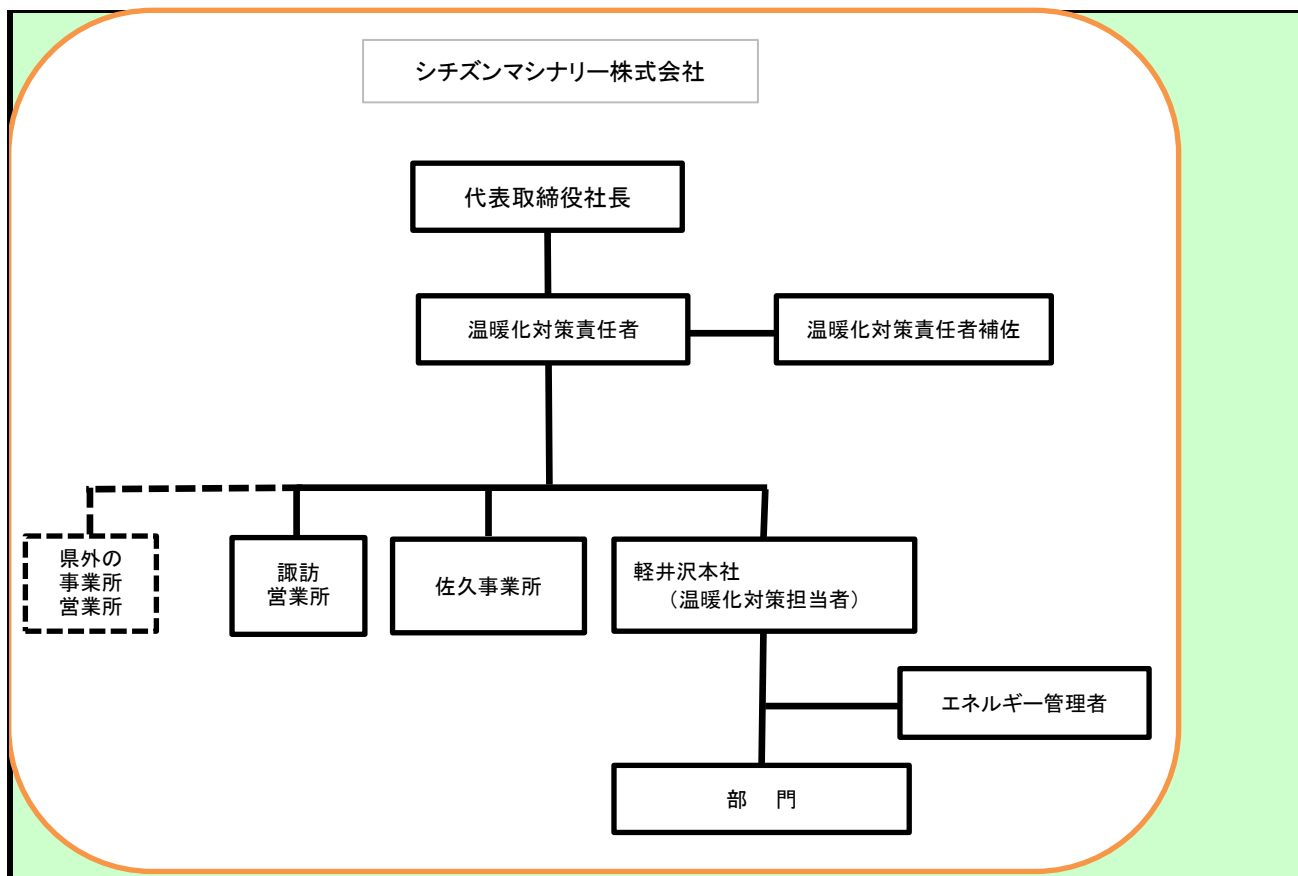 シチズンマシナリー株式会社
代表取締役社長
温暖化対策責任者
温暖化対策責任者補佐
県外の
事業所
営業所
諏訪
営業所
佐久事業所
軽井沢本社
（温暖化対策担当者）
エネルギー管理者
部　門